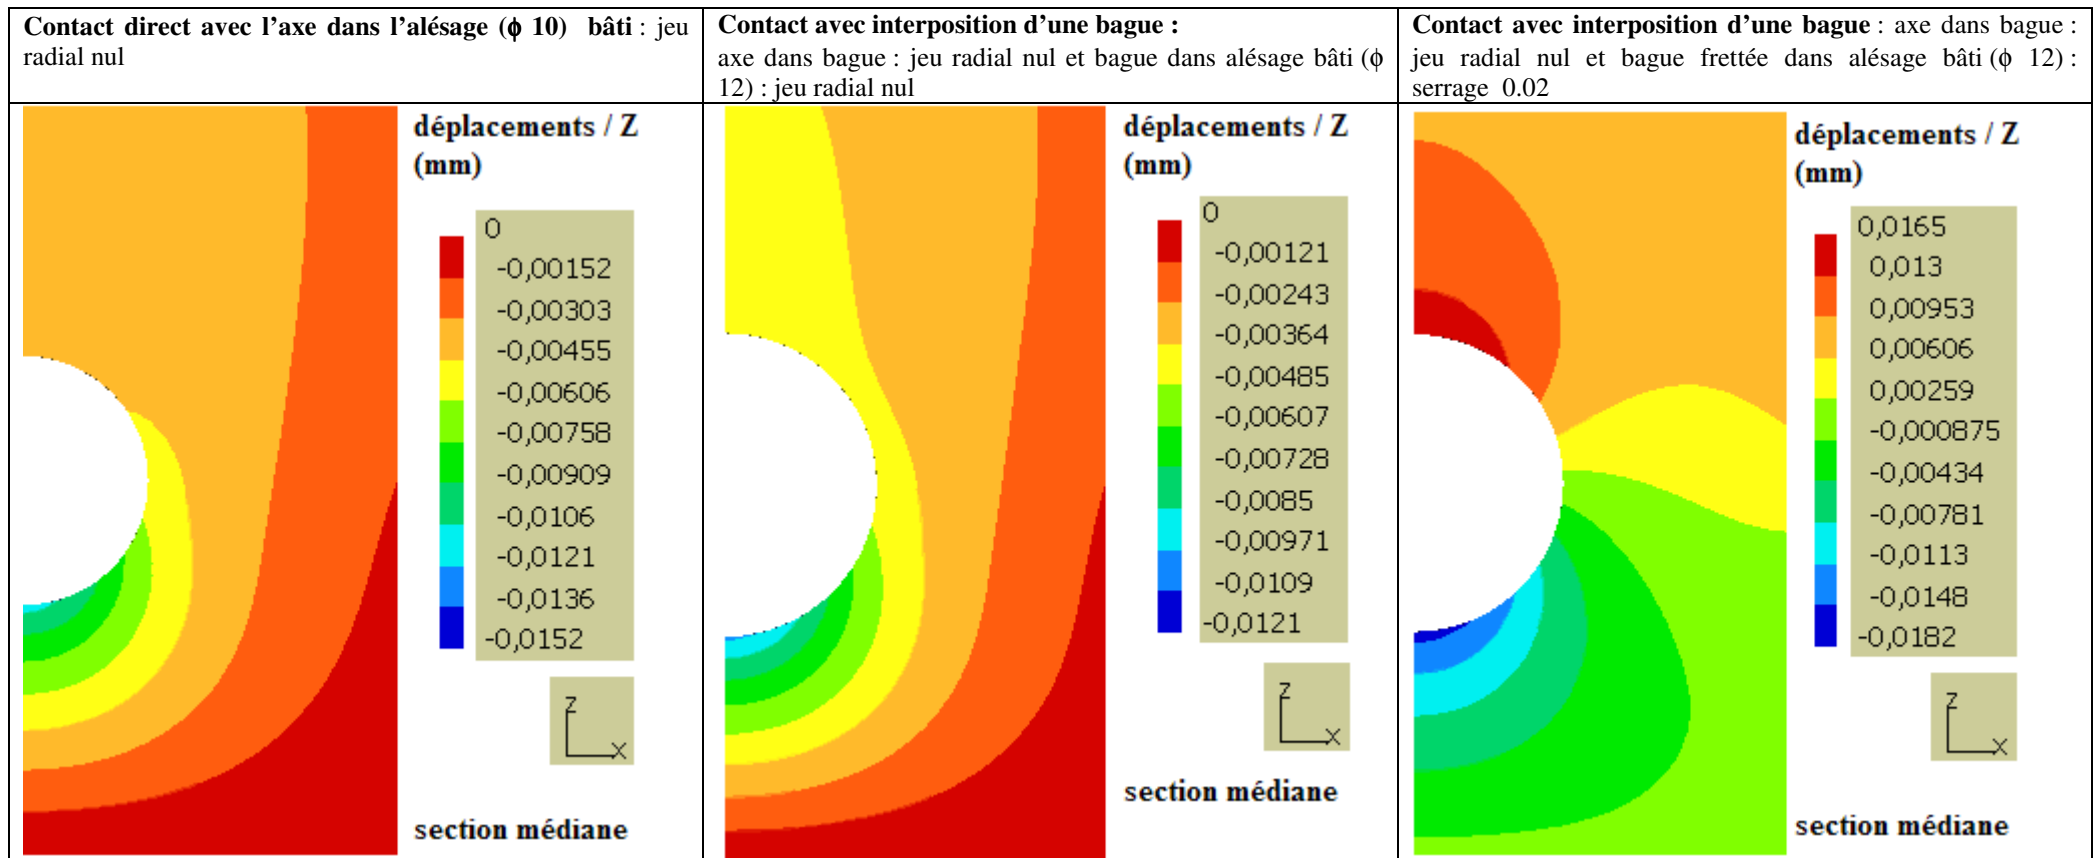 Contact direct avec l’axe dans l’alésage (ϕ 10) bâti : jeu
radial nul
Contact avec interposition d’une bague :
axe dans bague : jeu radial nul et bague dans alésage bâti (ϕ
12) : jeu radial nul
Contact avec interposition d’une bague : axe dans bague :
jeu radial nul et bague frettée dans alésage bâti (ϕ 12) :
serrage 0.02
déplacements / Z
(mm)
0
-0,00152
-0,00303
-0,00455
-0,00606
-0,00758
-0,00909
-0,0106
-0,0121
-0,0136
-0,0152
Z
X
section médiane
déplacements / Z
(mm)
0
-0,00121
-0,00243
-0,00364
-0,00485
-0,00607
-0,00728
-0,0085
-0,00971
-0,0109
-0,0121
Z
X
section médiane
déplacements / Z
(mm)
0,0165
0,013
0,00953
0,00606
0,00259
-0,000875
-0,00434
-0,00781
-0,0113
-0,0148
-0,0182
Z
X
section médiane